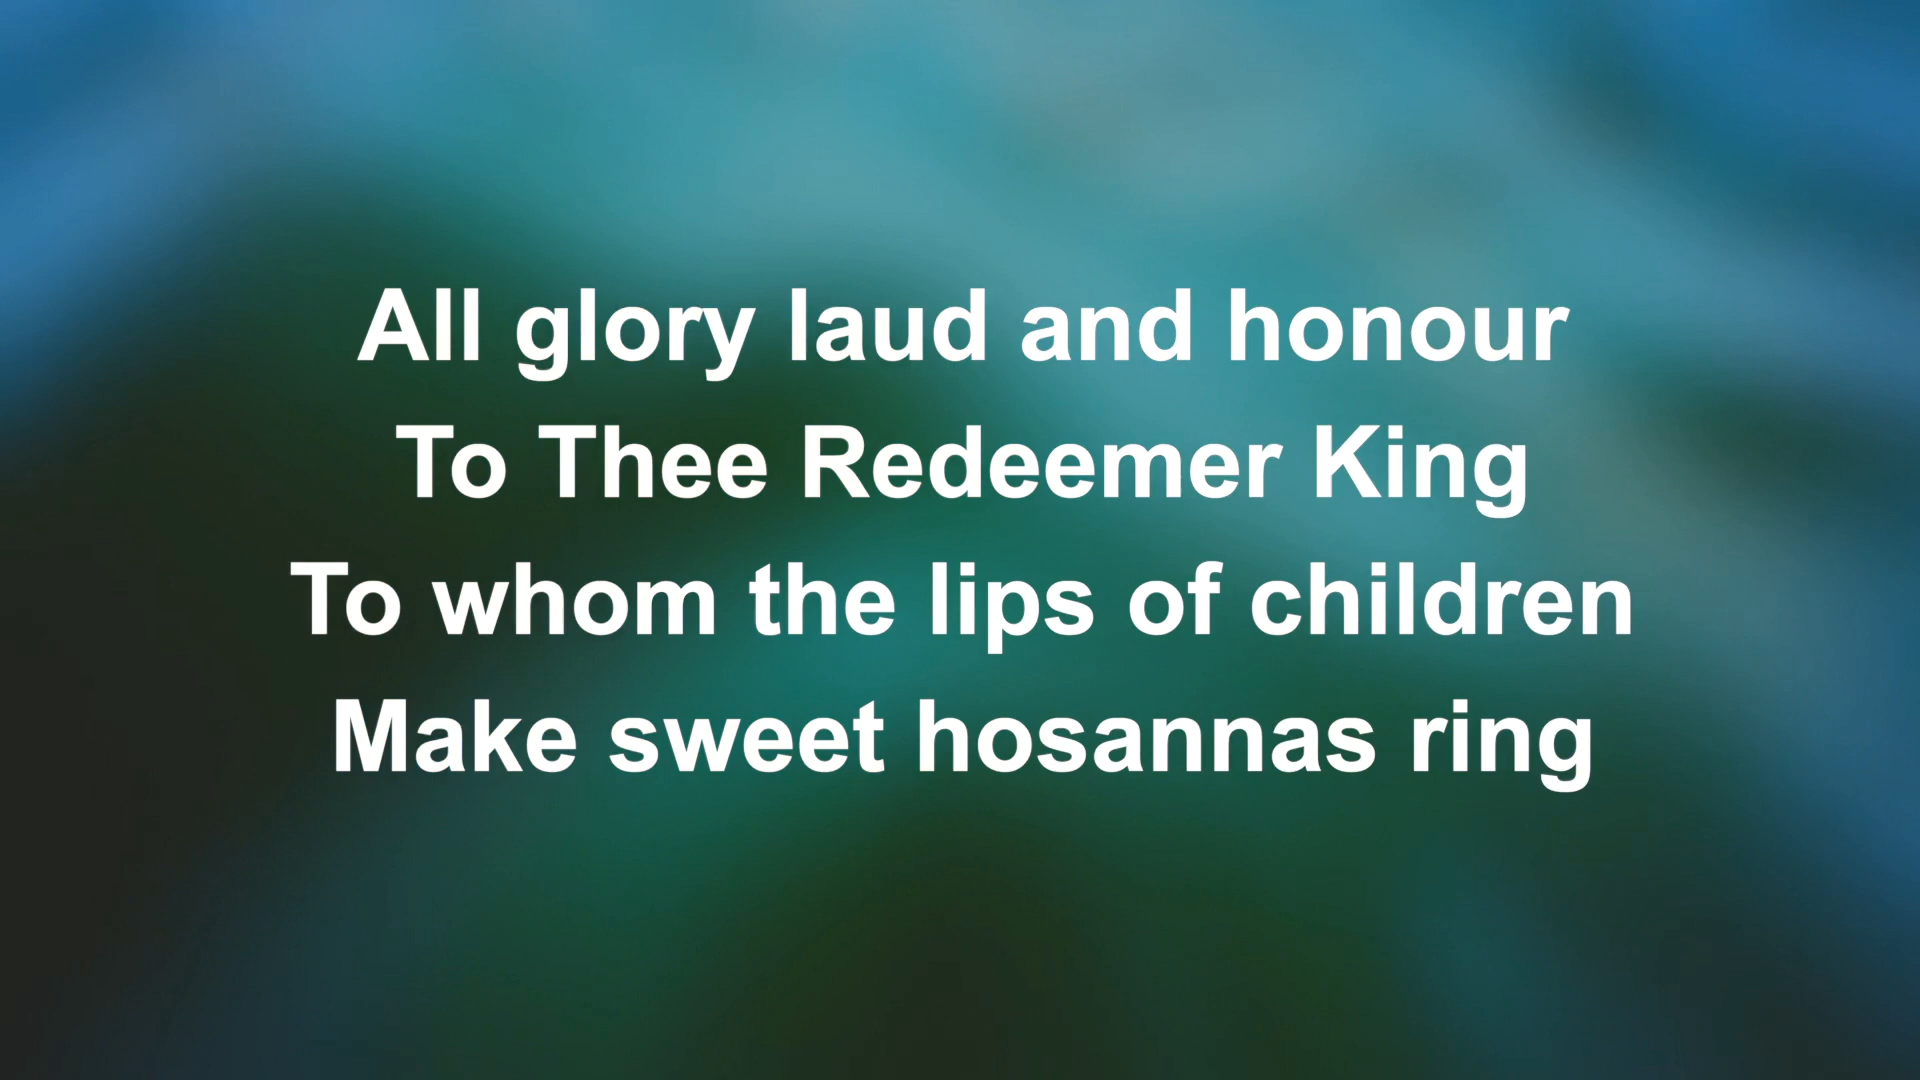 All glory laud and honour
To Thee Redeemer King
To whom the lips of children
Make sweet hosannas ring